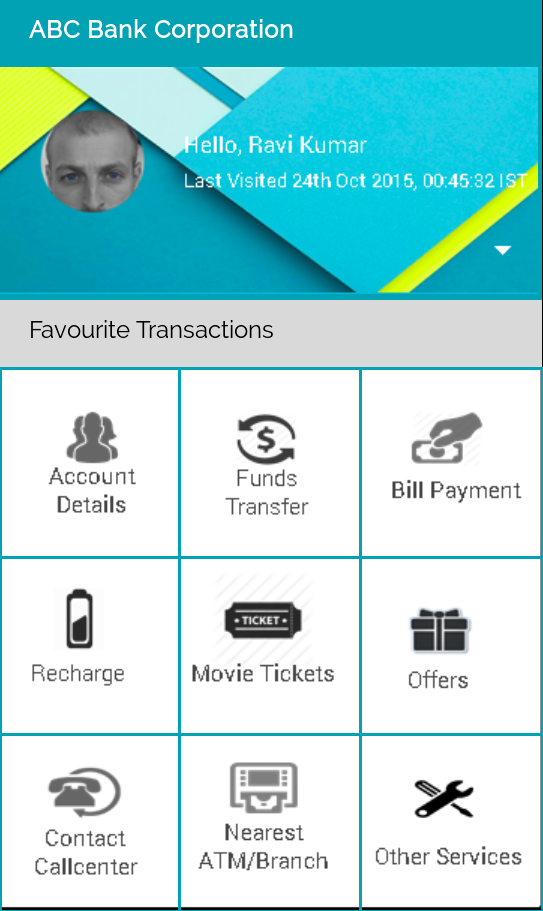 ABC Bank Corporation
Hello, Ravi Kumar
Last Visited 24th Oct 2015, 00:45:32 IST
Favourite Transactions
Account
Details
Funds
Transfer
Bill Payment
Recharge
TICKET
Movie Tickets
Offers
Contact
Callcenter
Nearest
ATM/Branch
Other Services